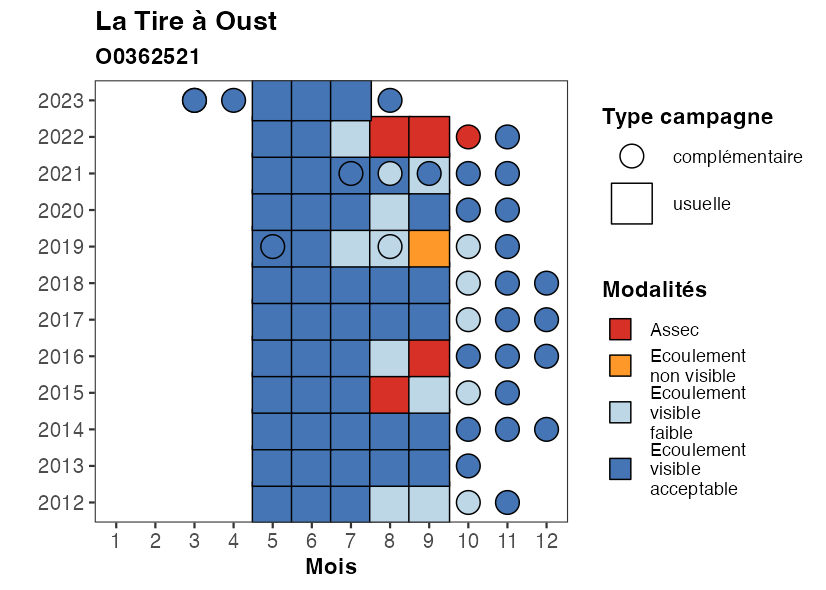 La Tire à Oust
O0362521
2023
2022
2021
2020
2019
2018
2017
2016
2015
2014
2013
2012
1 2 3 4 5 6 7 8 9 10 11 12
Mois
Type campagne
complémentaire
usuelle
Modalités
Assec
Ecoulement
non visible
Ecoulement
visible
faible
Ecoulement
visible
acceptable